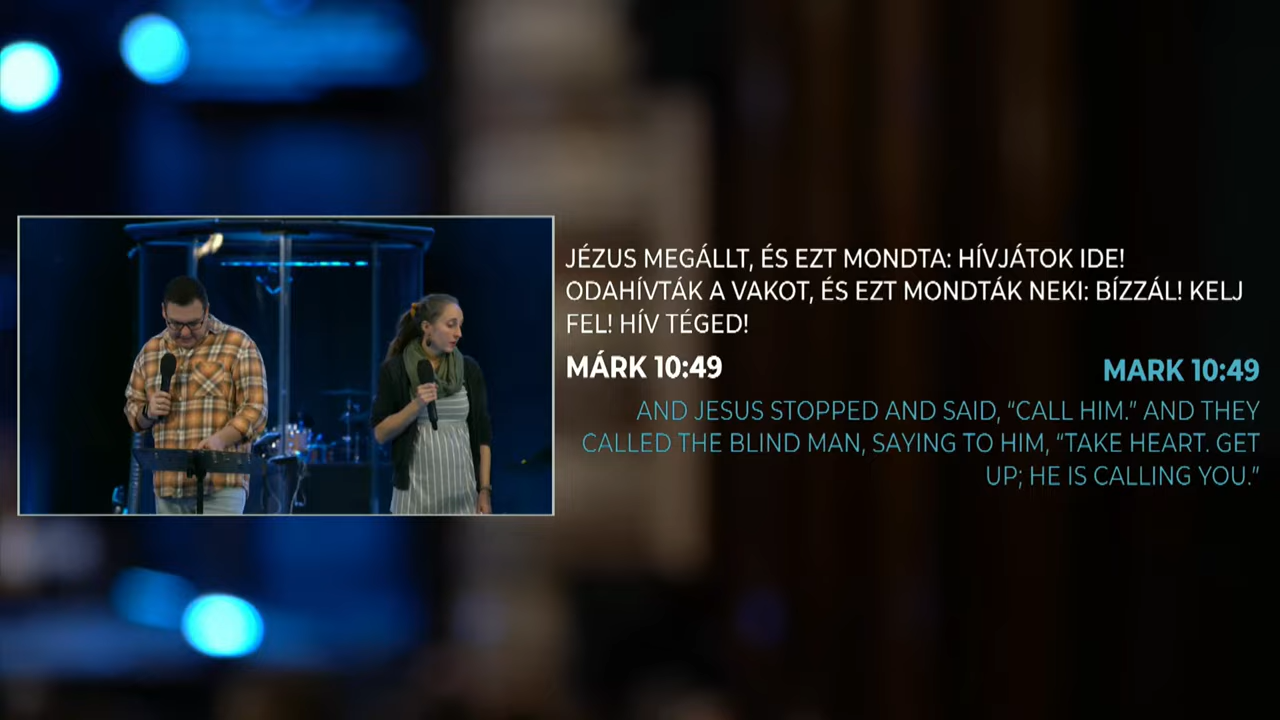 JÉZUS MEGÁLLT, ÉS EZT MONDTA: HÍVJÁTOK IDE!
ODAHÍVTÁK A VAKOT, ÉS EZT MONDTÁK NEKI: BÍZZÁL! KELJ
FEL! HÍV TÉGED!
MÁRK 10:49
MARK 10:49
AND JESUS STOPPED AND SAID, “CALL HIM.” AND THEY
CALLED THE BLIND MAN, SAYING TO HIM, “TAKE HEART. GET
UP; HE IS CALLING YOU.”